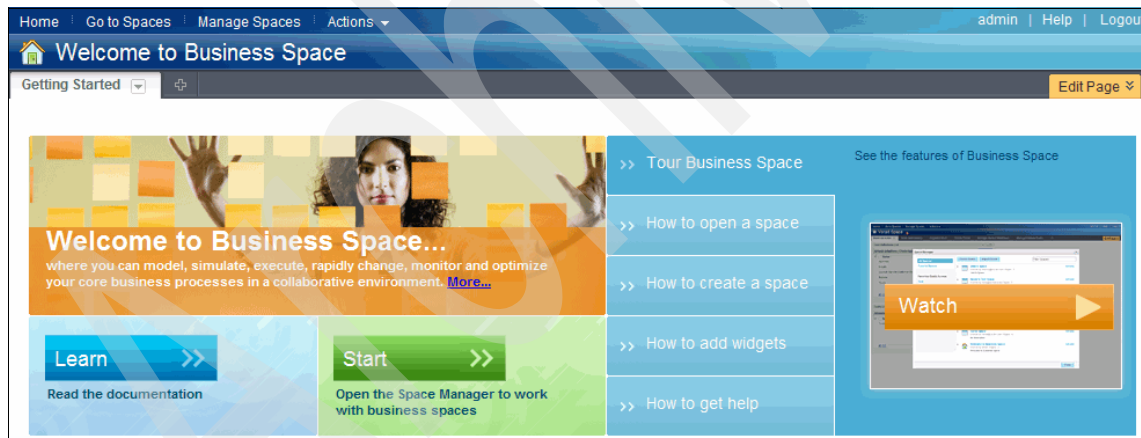 Home Go to Spaces Manage Spaces Actions
admin | Help | Logou
Welcome to Business Space
Getting Started
Edit Page
Welcome to Business Space...
where you can model, simulate, execute, rapidly change, monitor and optimize
your core business processes in a collaborative environment. More...
Learn
Read the documentation
Start
Open the Space Manager to work
with business spaces
Tour Business Space
How to open a space
How to create a space
How to add widgets
How to get help
See the features of Business Space
Watch